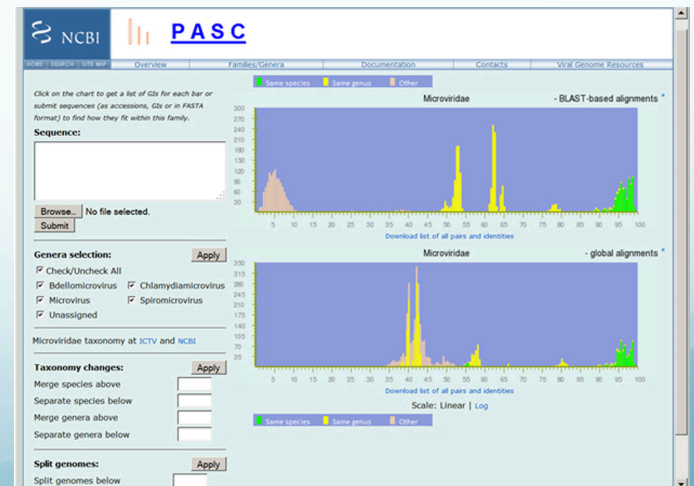 NCBI
PASC
HOME SEARCH SITE MAP Overview Families/Genera Documentation Contacts Viral Genome Resources
Click on the chart to get a list of GIs for each bar or submit sequences (as accessions, GIs or in FASTA format) to find how they fit within this family.
Sequence:
Browse... No file selected.
Submit
Genera selection: Apply
Check/Uncheck All
Bdellomicrovirus Chlamydiamicrovirus
Microvirus Spiromicrovirus
Unassigned
Microviridae taxonomy at ICTV and NCBI
Taxonomy changes: Apply
Merge species above
Separate species below
Merge genera above
Separate genera below
Split genomes: Apply
Split genomes below
Same species Same genus Other
Microviridae - BLAST-based alignments *
300
270
240
210
180
150
120
90
60
30
5 10 15 20 25 30 35 40 45 50 55 60 65 70 75 80 85 90 95 100
Download list of all pairs and identities
Microviridae - global alignments *
350
315
280
245
210
175
140
105
70
35
5 10 15 20 25 30 35 40 45 50 55 60 65 70 75 80 85 90 95 100
Download list of all pairs and identities
Scale: Linear | Log
Same species Same genus Other